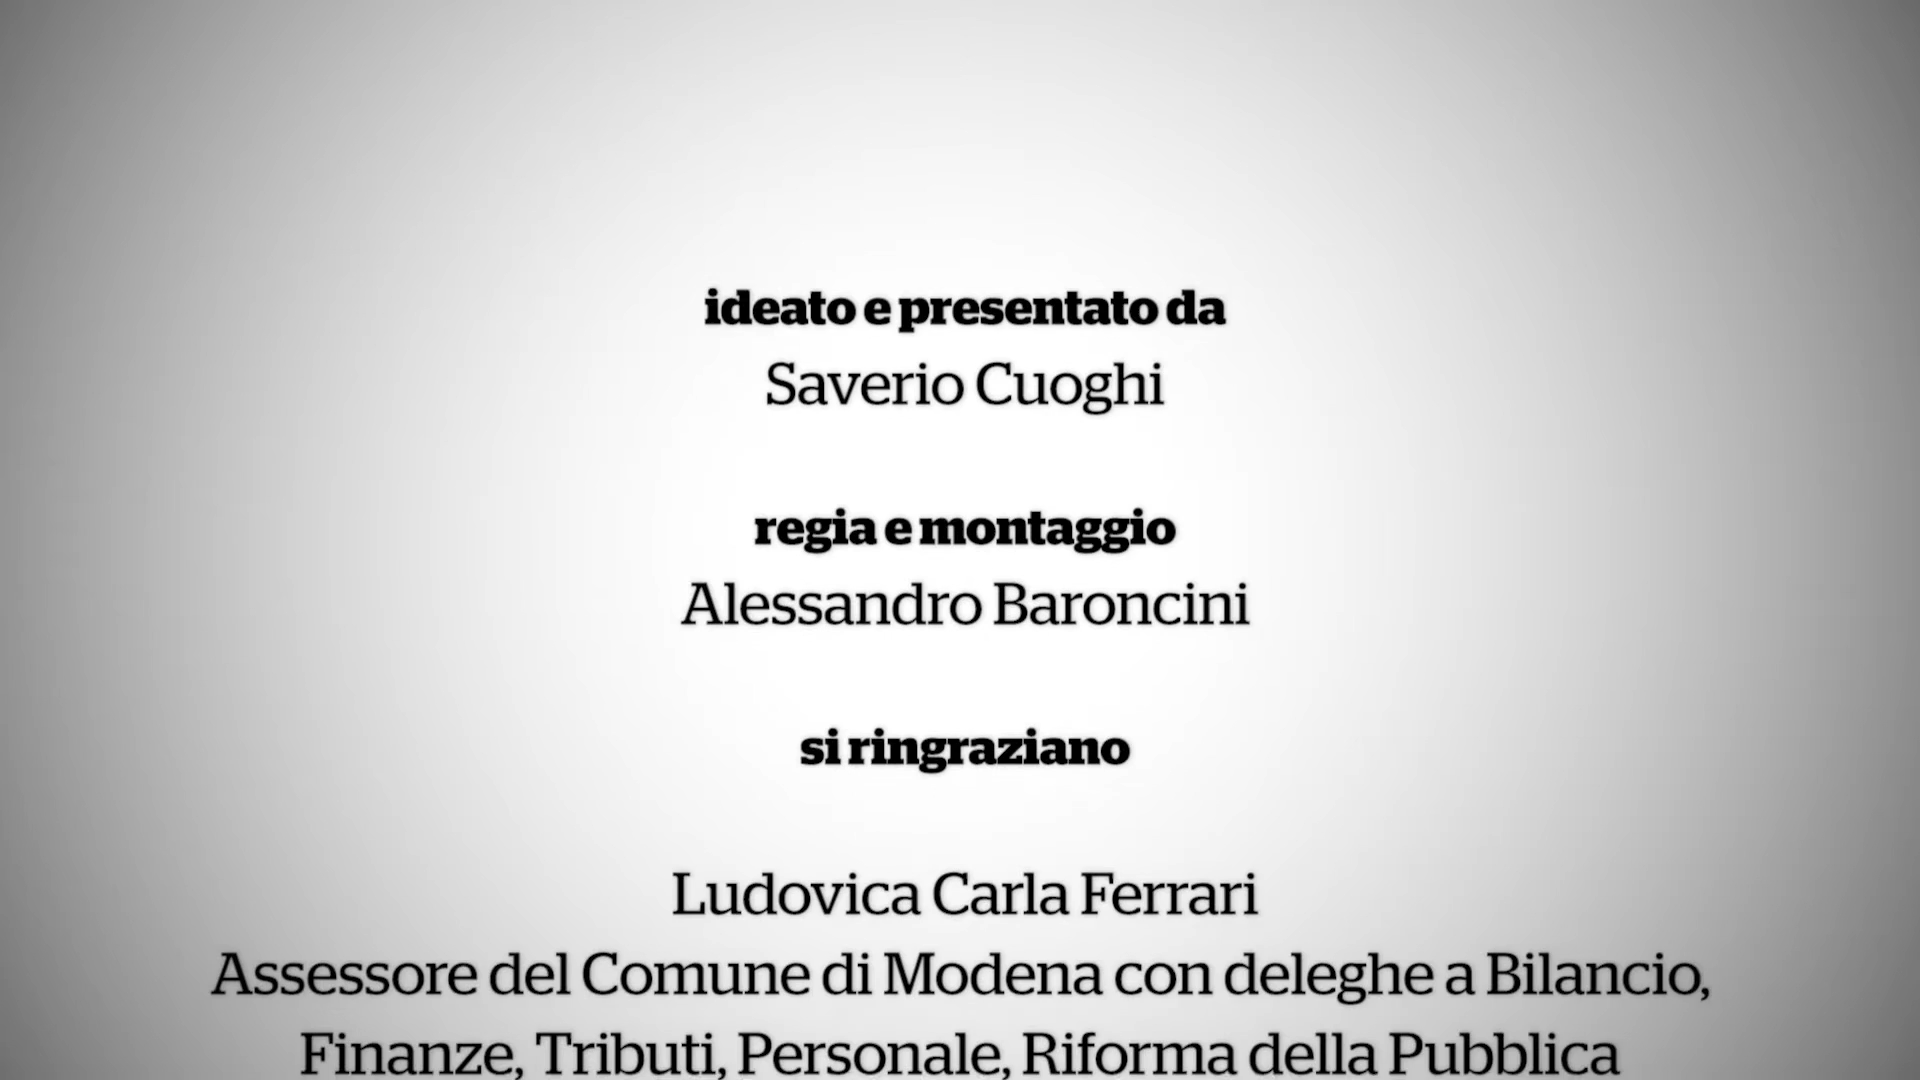 ideato e presentato da
Saverio Cuoghi
regia e montaggio
Alessandro Baroncini
si ringraziano
Ludovica Carla Ferrari
Assessore del Comune di Modena con deleghe a Bilancio,
Finanze, Tributi, Personale, Riforma della Pubblica